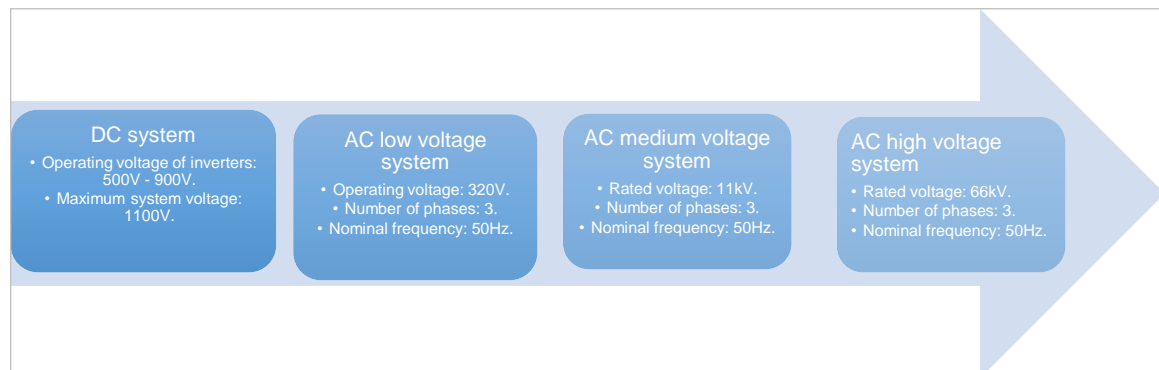 DC system
• Operating voltage of inverters:
500V - 900V.
• Maximum system voltage:
1100V.
AC low voltage
system
• Operating voltage: 320V.
• Number of phases: 3.
• Nominal frequency: 50Hz.
AC medium voltage
system
• Rated voltage: 11kV.
• Number of phases: 3.
• Nominal frequency: 50Hz.
AC high voltage
system
• Rated voltage: 66kV.
• Number of phases: 3.
• Nominal frequency: 50Hz.